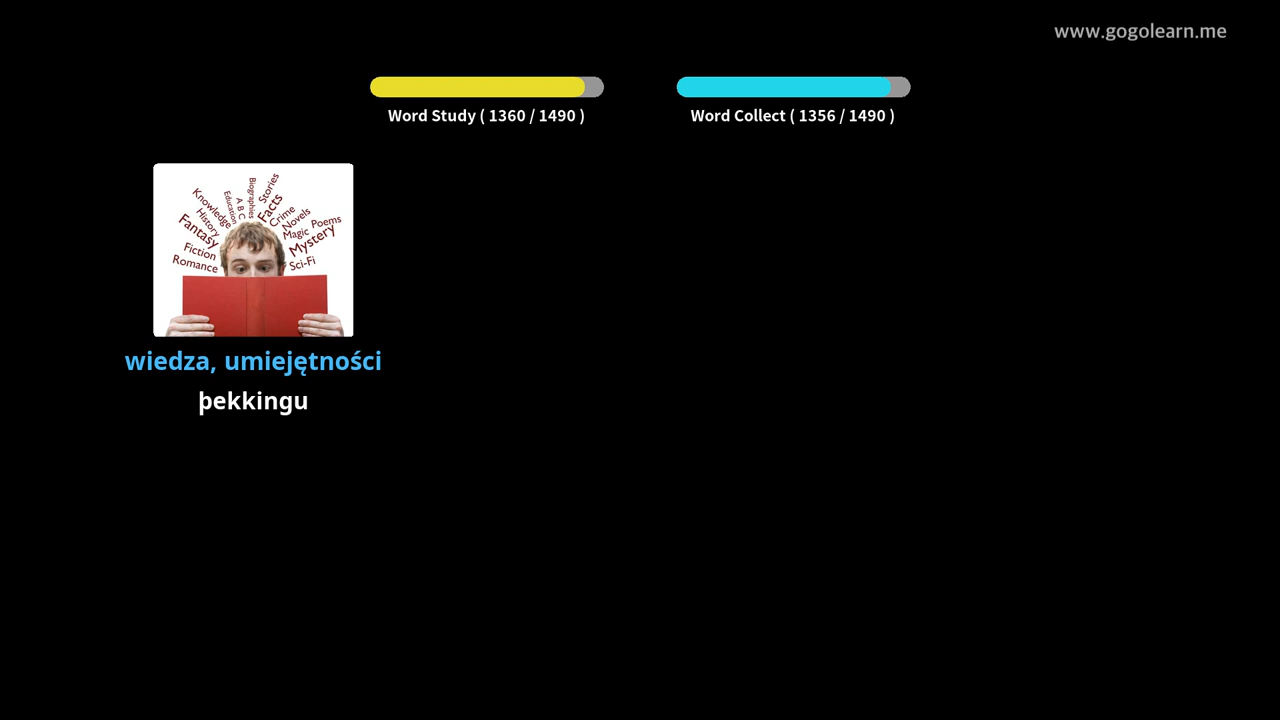 www.gogolearn.me
Word Study ( 1360 / 1490 )
Word Collect ( 1356 / 1490 )
Knowledge
History
Fantasy
Fiction
Romance
Education
A B C
Biographies
Stories
Facts
Crime
Novels
Magic
Poems
Mystery
Sci-Fi
wiedza, umiejętności
þekkingu